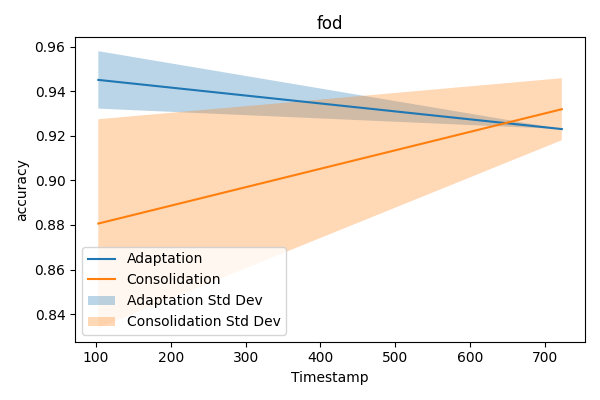 fod
0.96
0.94
0.92
0.90
0.88
0.86
0.84
accuracy
Adaptation
Consolidation
Adaptation Std Dev
Consolidation Std Dev
100 200 300 400 500 600 700
Timestamp